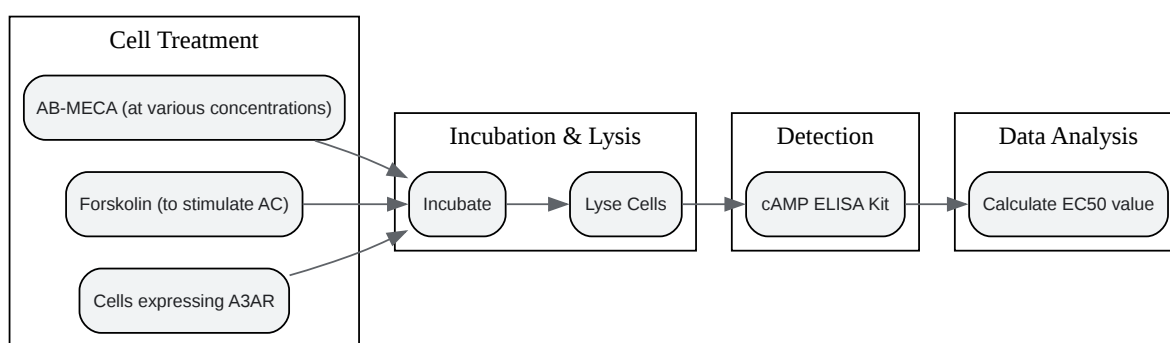 Cell Treatment
AB-MECA (at various concentrations)
Forskolin (to stimulate AC)
Cells expressing A3AR
Incubation & Lysis
Incubate
Lyse Cells
Detection
cAMP ELISA Kit
Data Analysis
Calculate EC50 value